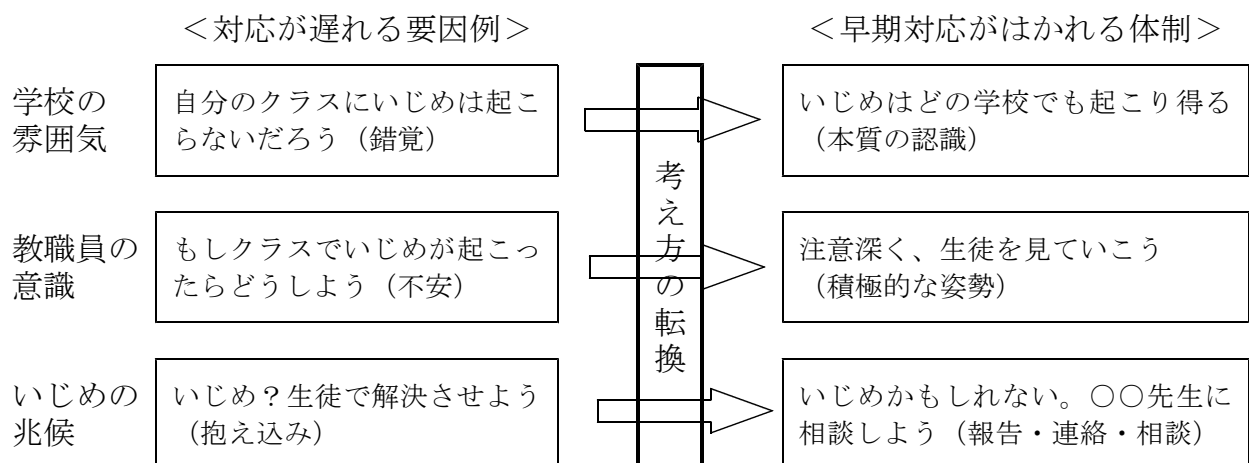 ＜対応が遅れる要因例＞
＜早期対応がはかれる体制＞
学校の
雰囲気
自分のクラスにいじめは起こ
らないだろう（錯覚）
いじめはどの学校でも起こり得る
（本質の認識）
考え方の転換
教職員の
意識
もしクラスでいじめが起こっ
たらどうしよう（不安）
注意深く、生徒を見ていこう
（積極的な姿勢）
いじめの
兆候
いじめ？生徒で解決させよう
（抱え込み）
いじめかもしれない。○○先生に
相談しよう（報告・連絡・相談）